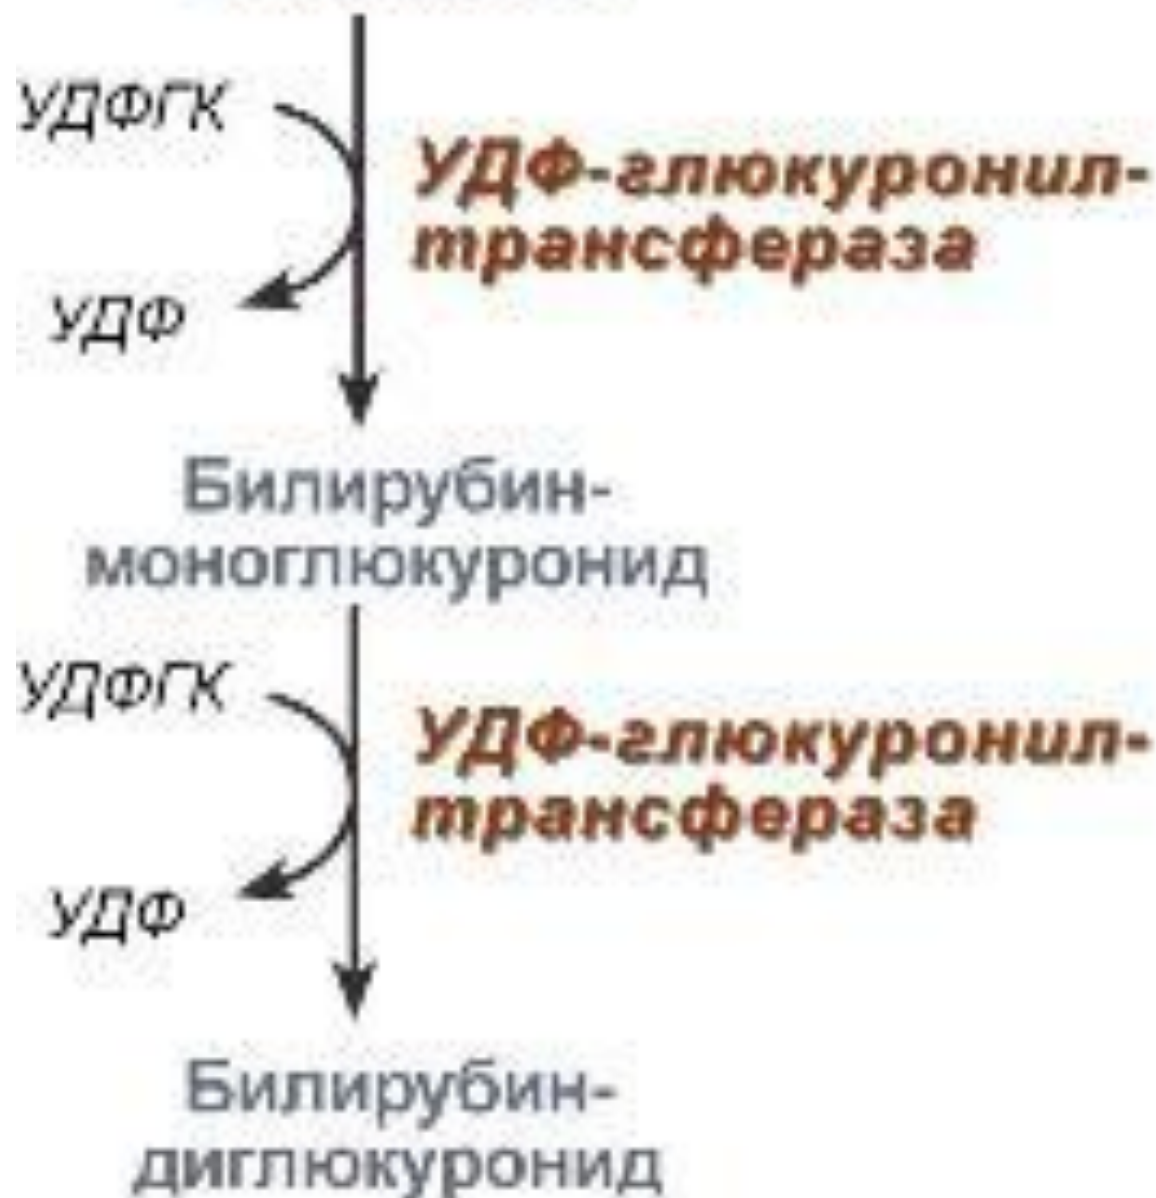 УДФГК
УДФ-глюкуронил-
трансфераза
УДФ
Билирубин-
моноглюкуронид
УДФГК
УДФ-глюкуронил-
трансфераза
УДФ
Билирубин-
диглюкуронид